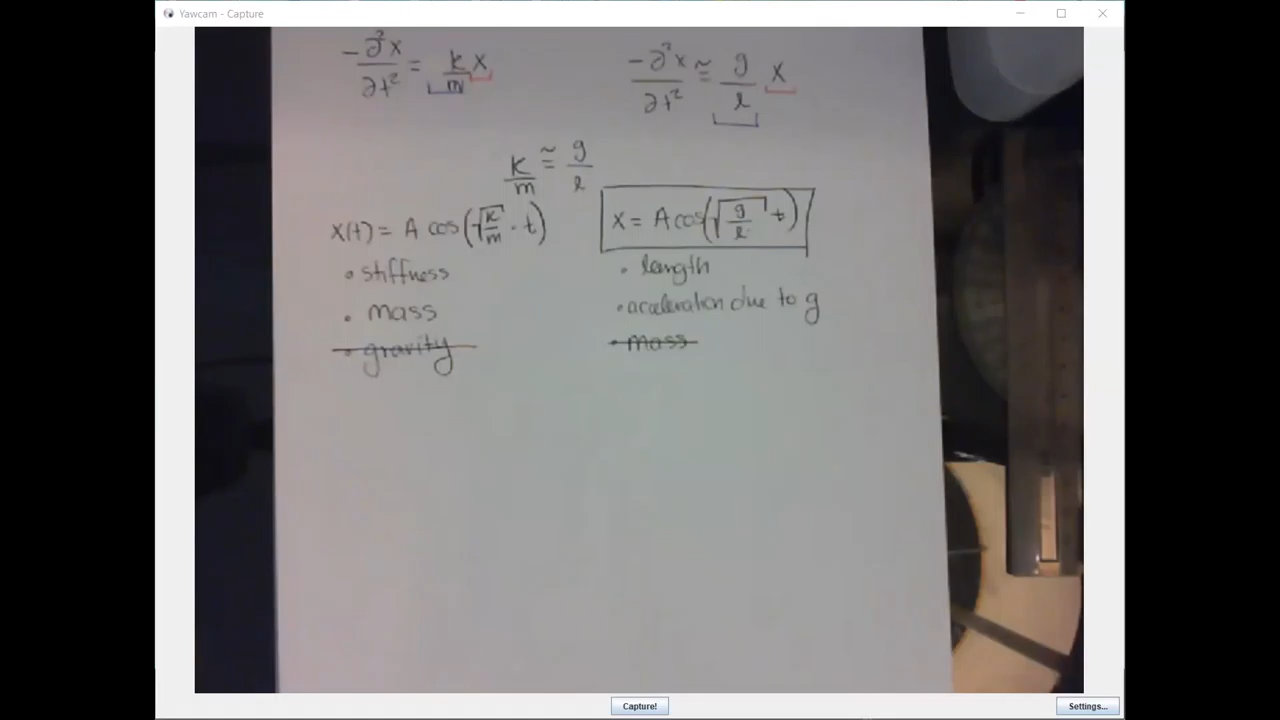 Yawcam - Capture
-∂²x/∂t² = k/m x
-∂²x/∂t² ≅ g/l x
k/m ≅ g/l
x(t) = A cos(√k/m · t)
x = A cos(√g/l t)
• stiffness
• mass
• gravity
• length
• acceleration due to g
• mass
Capture!
Settings...